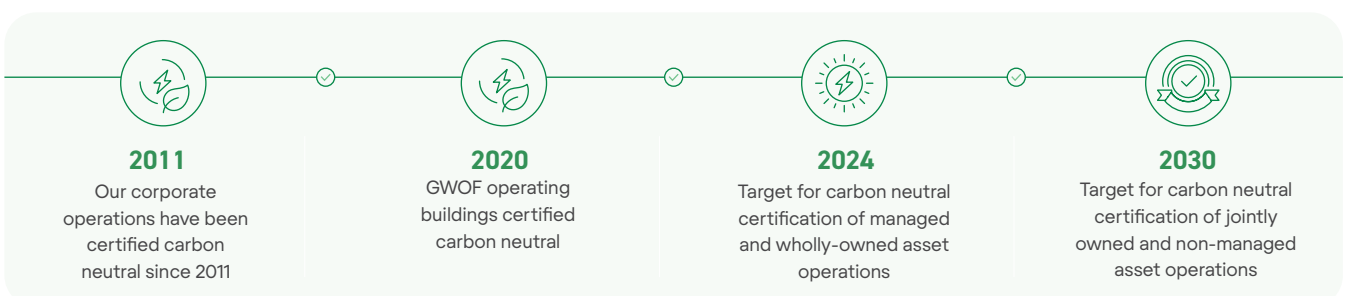 2011
Our corporate
operations have been
certified carbon
neutral since 2011
2020
GWOF operating
buildings certified
carbon neutral
2024
Target for carbon neutral
certification of managed
and wholly-owned asset
operations
2030
Target for carbon neutral
certification of jointly
owned and non-managed
asset operations